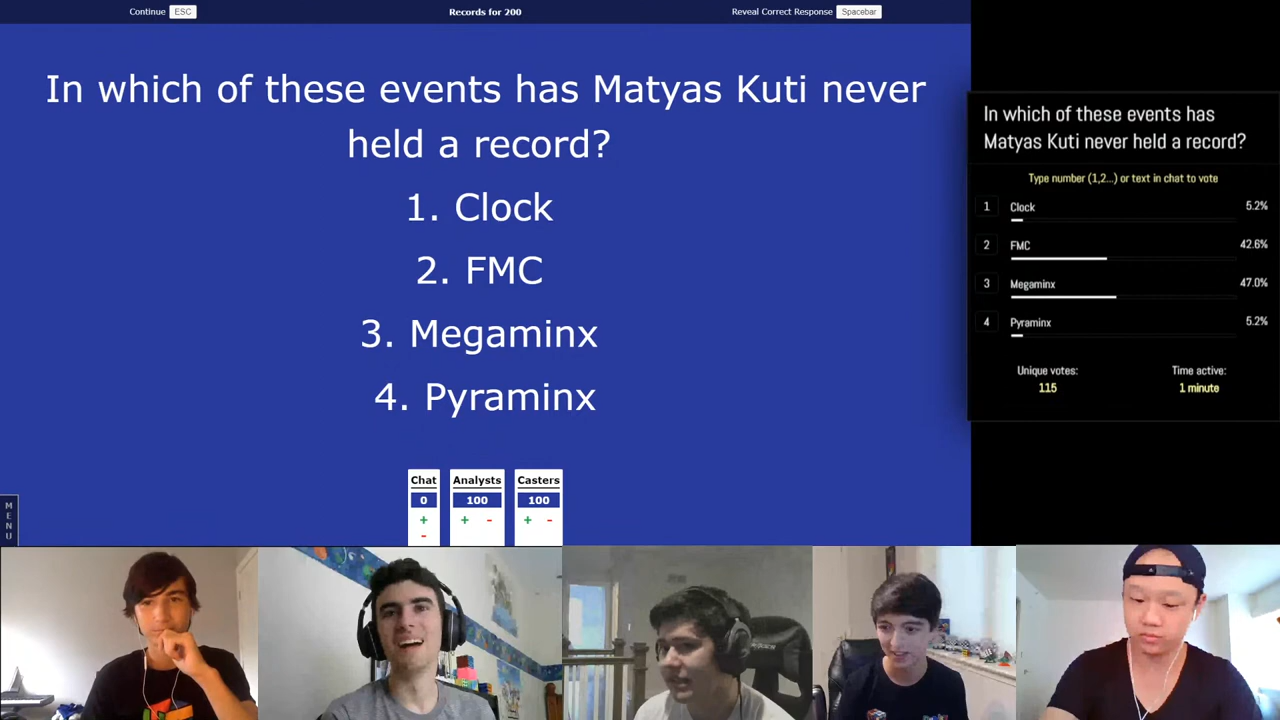 Continue ESC
Records for 200
Reveal Correct Response Spacebar
In which of these events has Matyas Kuti never
held a record?
1. Clock
2. FMC
3. Megaminx
4. Pyraminx
In which of these events has
Matyas Kuti never held a record?
Type number (1,2...) or text in chat to vote
1 Clock 5.2%
2 FMC 42.6%
3 Megaminx 47.0%
4 Pyraminx 5.2%
Unique votes: Time active:
115 1 minute
MENU
Chat Analysts Casters
0 100 100
+ + - + -
-